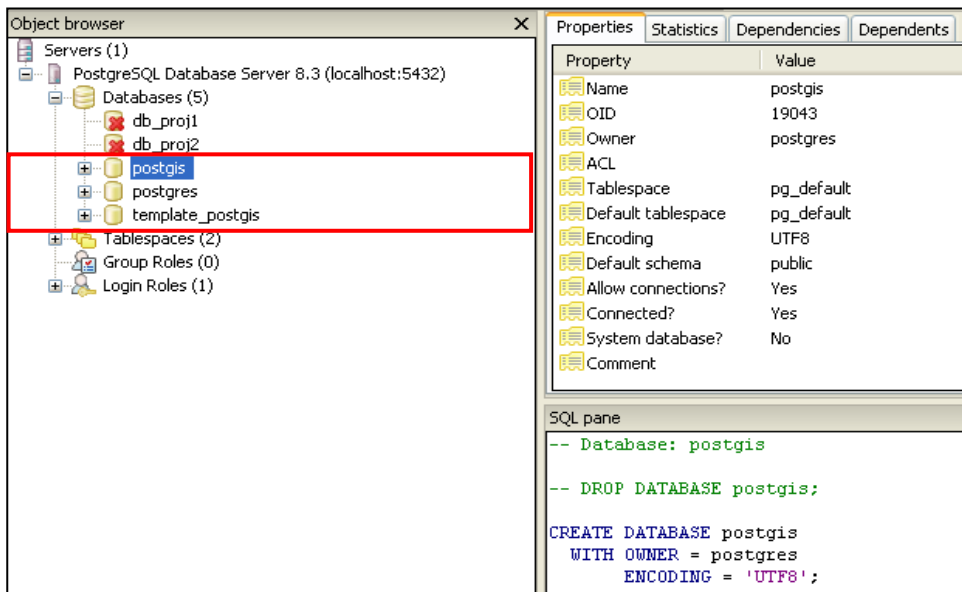 Object browser
Servers (1)
PostgreSQL Database Server 8.3 (localhost:5432)
Databases (5)
db_proj1
db_proj2
postgis
postgres
template_postgis
Tablespaces (2)
Group Roles (0)
Login Roles (1)
Properties Statistics Dependencies Dependents
Property Value
Name postgis
OID 19043
Owner postgres
ACL
Tablespace pg_default
Default tablespace pg_default
Encoding UTF8
Default schema public
Allow connections? Yes
Connected? Yes
System database? No
Comment
SQL pane
-- Database: postgis
-- DROP DATABASE postgis;
CREATE DATABASE postgis
WITH OWNER = postgres
ENCODING = 'UTF8';